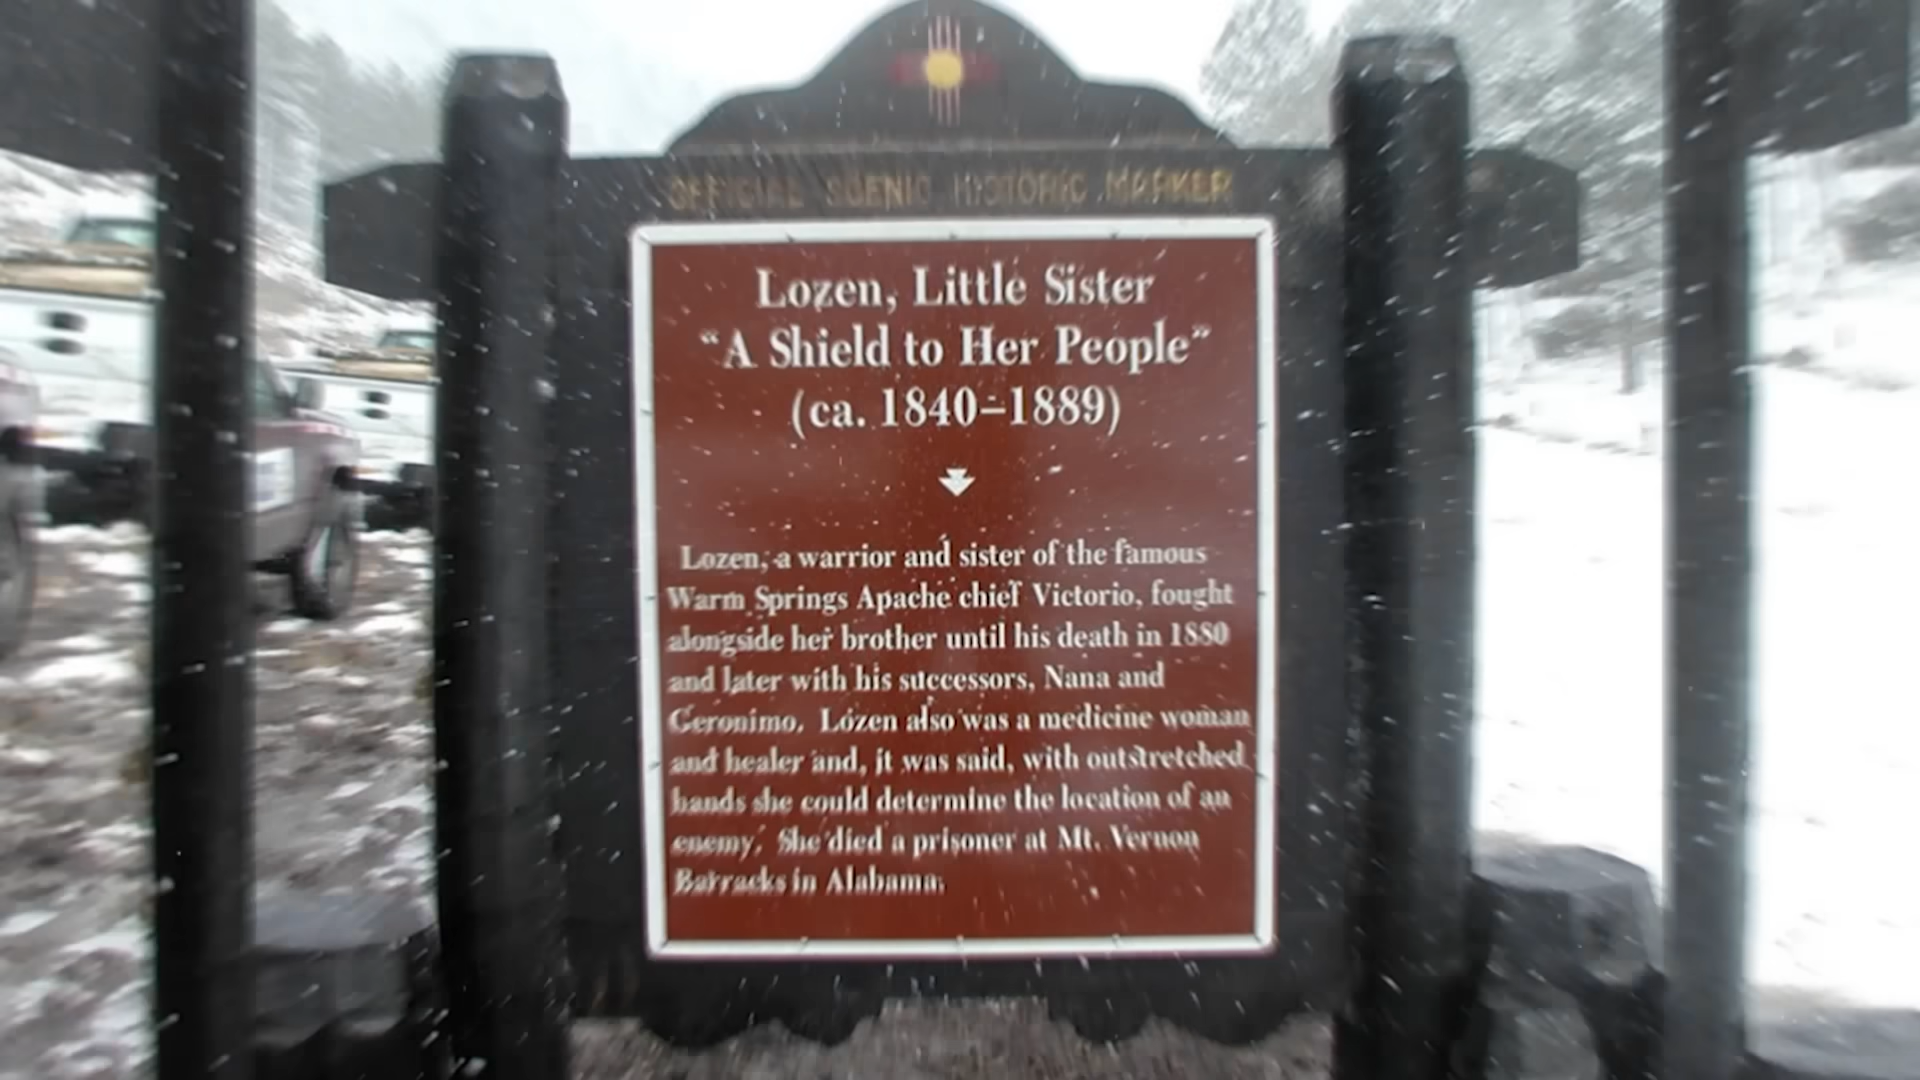 OFFICIAL SCENIC HISTORIC MARKER
Lozen, Little Sister
“A Shield to Her People”
(ca. 1840–1889)
Lozen, a warrior and sister of the famous
Warm Springs Apache chief Victorio, fought
alongside her brother until his death in 1880
and later with his successors, Nana and
Geronimo. Lozen also was a medicine woman
and healer and, it was said, with outstretched
hands she could determine the location of an
enemy. She died a prisoner at Mt. Vernon
Barracks in Alabama.